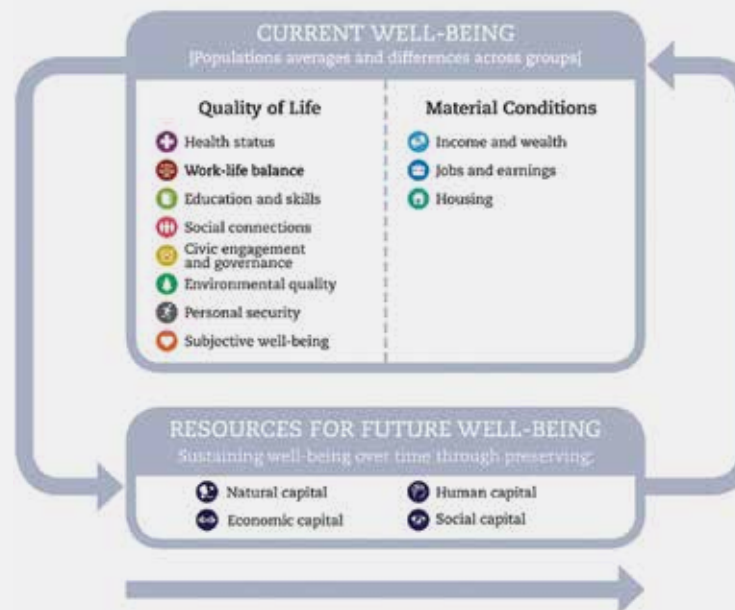 CURRENT WELL-BEING
[Populations averages and differences across groups]
Quality of Life
Health status
Work-life balance
Education and skills
Social connections
Civic engagement
and governance
Environmental quality
Personal security
Subjective well-being
Material Conditions
Income and wealth
Jobs and earnings
Housing
RESOURCES FOR FUTURE WELL-BEING
Sustaining well-being over time through preserving:
Natural capital
Human capital
Economic capital
Social capital